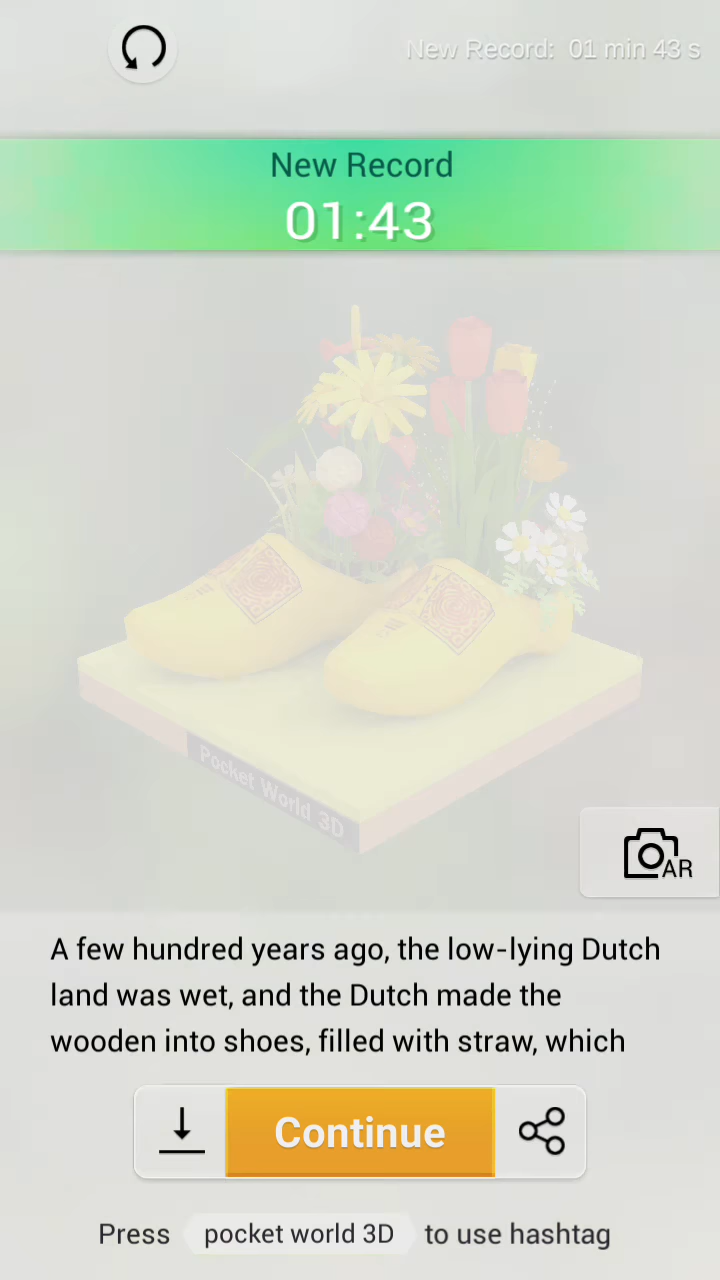 New Record: 01 min 43 s
New Record
01:43
Pocket World 3D
AR
A few hundred years ago, the low-lying Dutch
land was wet, and the Dutch made the
wooden into shoes, filled with straw, which
Continue
Press pocket world 3D to use hashtag